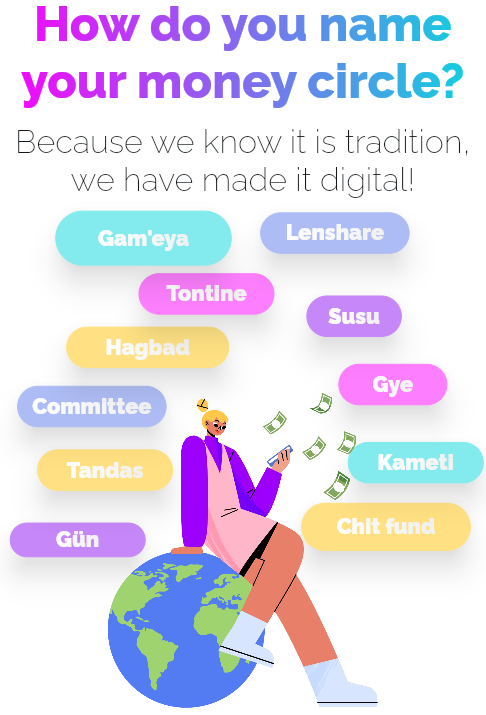 How do you name
your money circle?
Because we know it is tradition,
we have made it digital!
Gam'eya
Lenshare
Tontine
Susu
Hagbad
Gye
Committee
Kameti
Tandas
Chit fund
Gün